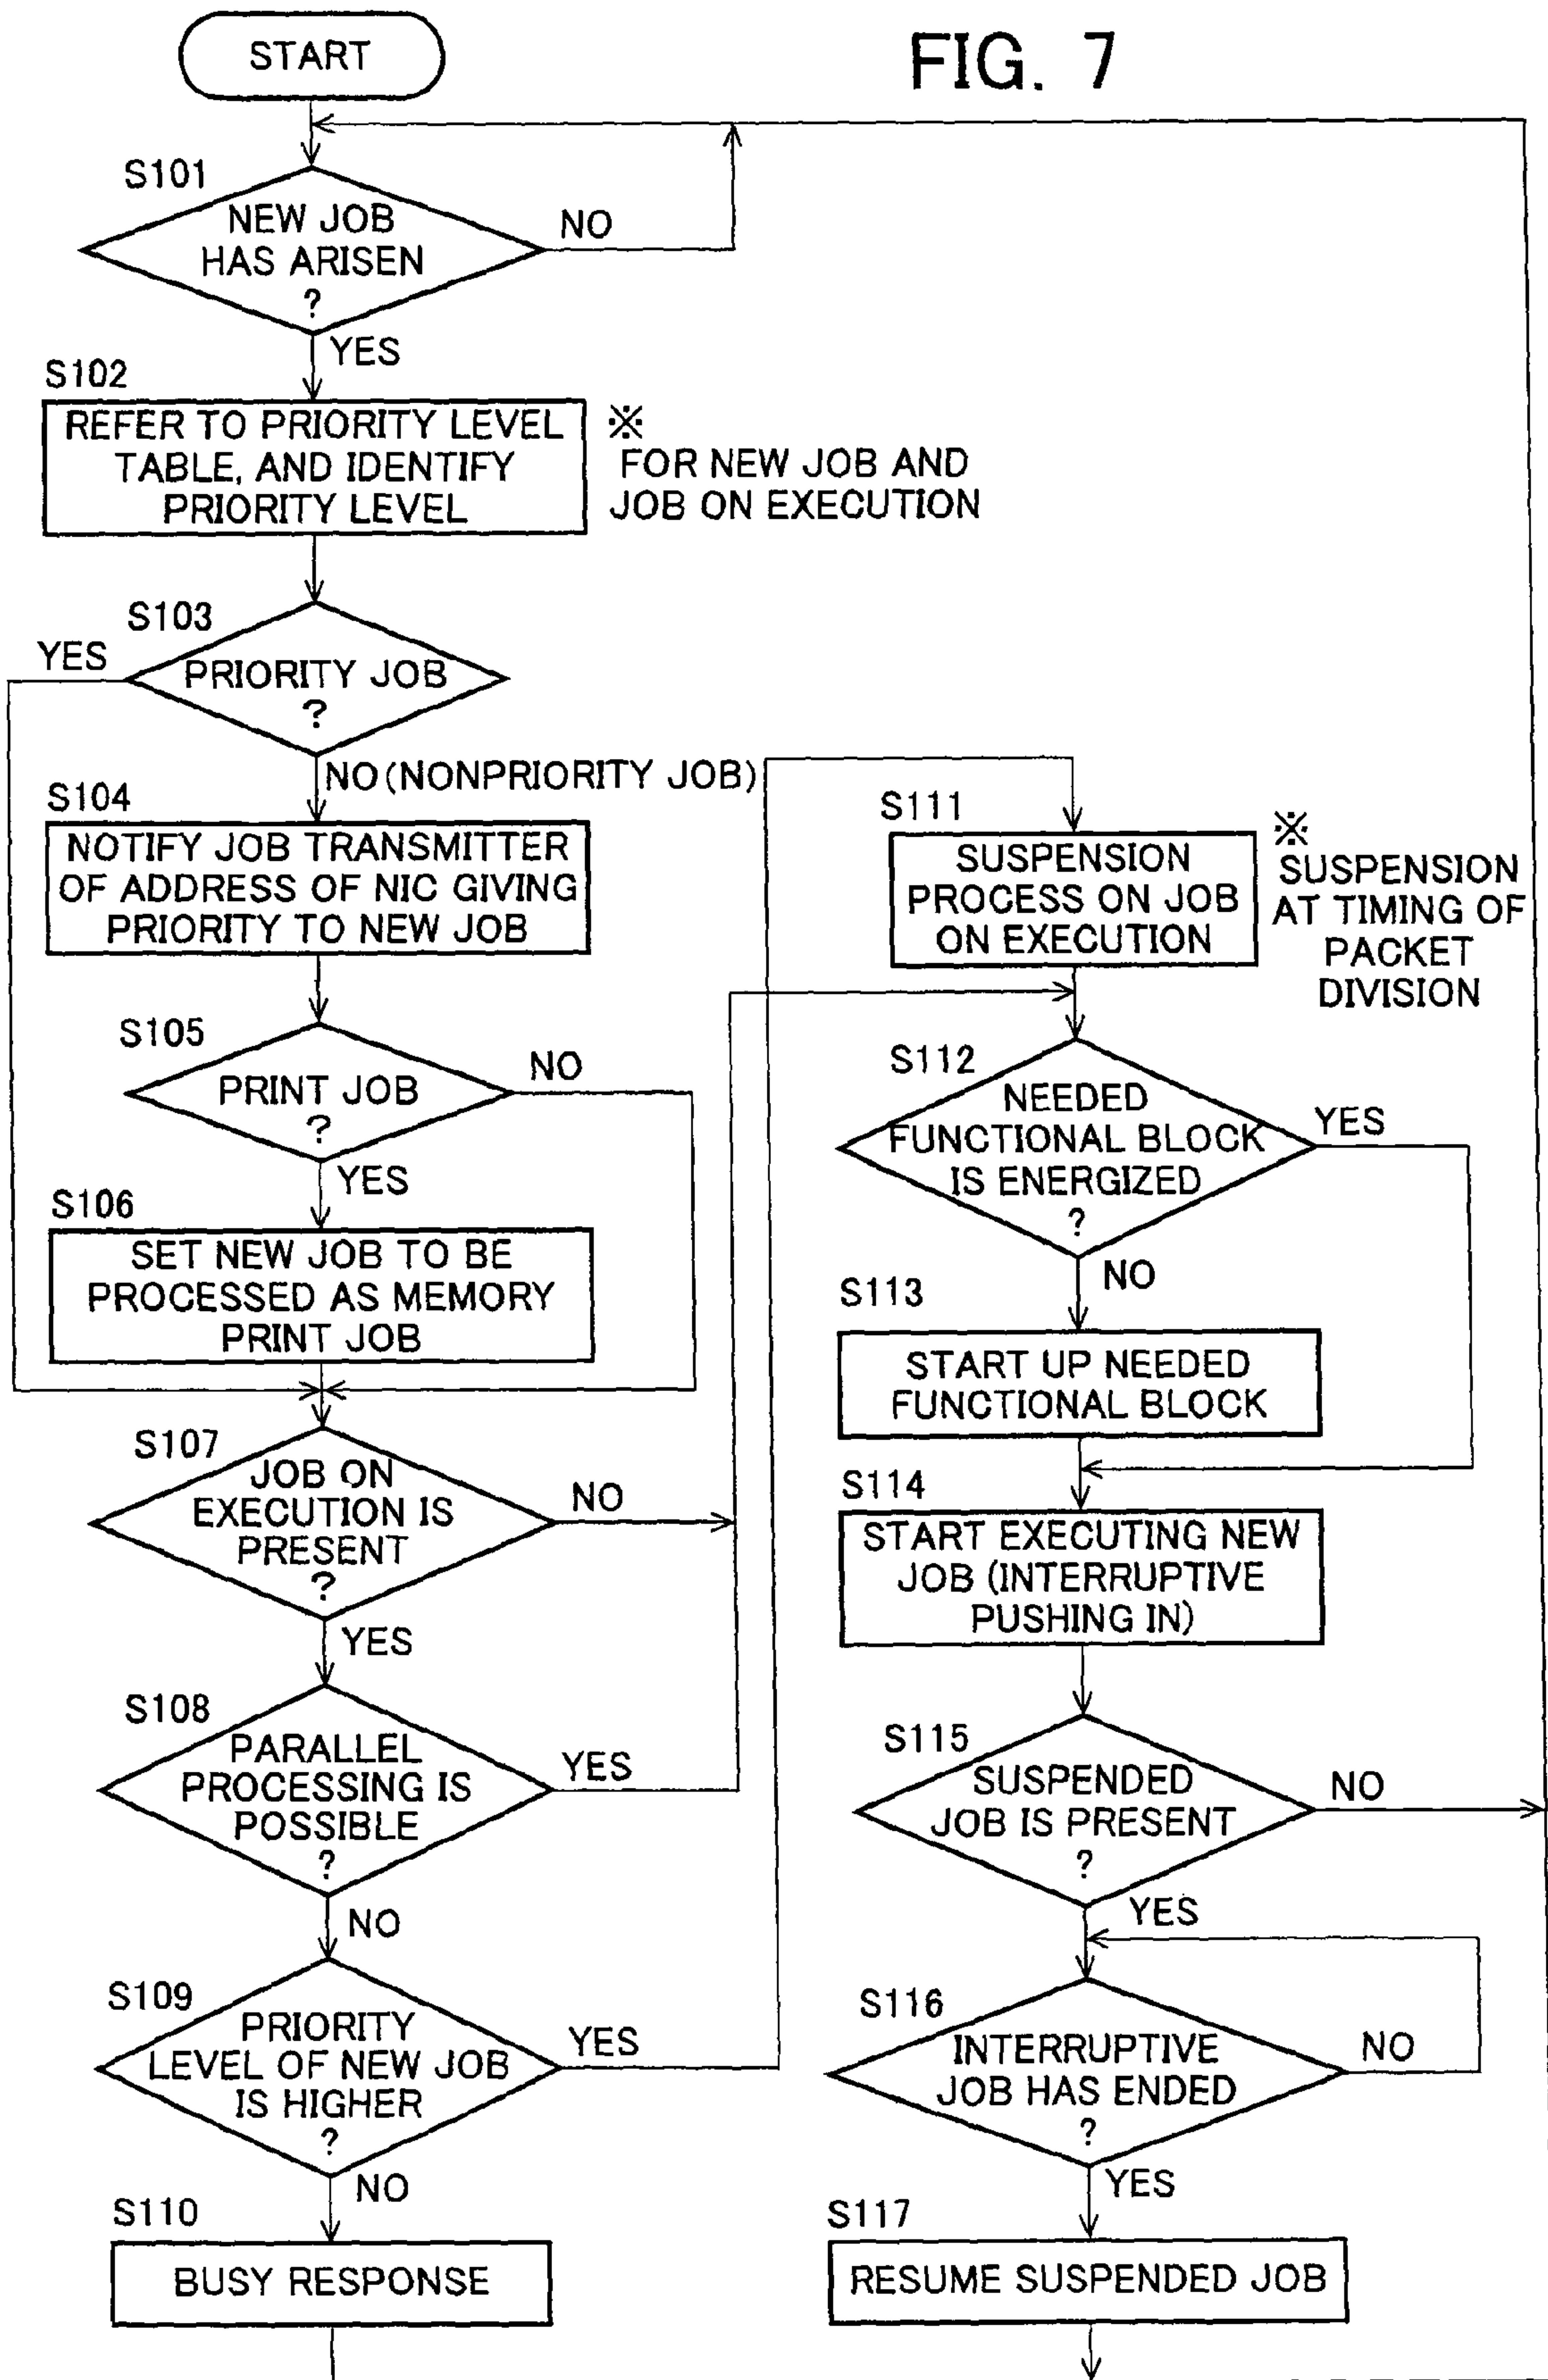 FIG. 7
START
S101
NEW JOB
HAS ARISEN
?
NO
YES
S102
REFER TO PRIORITY LEVEL
TABLE, AND IDENTIFY
PRIORITY LEVEL
※
FOR NEW JOB AND
JOB ON EXECUTION
S103
YES
PRIORITY JOB
?
NO(NONPRIORITY JOB)
S104
NOTIFY JOB TRANSMITTER
OF ADDRESS OF NIC GIVING
PRIORITY TO NEW JOB
S105
PRINT JOB
?
NO
YES
S106
SET NEW JOB TO BE
PROCESSED AS MEMORY
PRINT JOB
S107
JOB ON
EXECUTION IS
PRESENT
?
NO
YES
S108
PARALLEL
PROCESSING IS
POSSIBLE
?
YES
NO
S109
PRIORITY
LEVEL OF NEW JOB
IS HIGHER
?
YES
NO
S110
BUSY RESPONSE
S111
SUSPENSION
PROCESS ON JOB
ON EXECUTION
※
SUSPENSION
AT TIMING OF
PACKET
DIVISION
S112
NEEDED
FUNCTIONAL BLOCK
IS ENERGIZED
?
YES
NO
S113
START UP NEEDED
FUNCTIONAL BLOCK
S114
START EXECUTING NEW
JOB (INTERRUPTIVE
PUSHING IN)
S115
SUSPENDED
JOB IS PRESENT
?
NO
YES
S116
INTERRUPTIVE
JOB HAS ENDED
?
NO
YES
S117
RESUME SUSPENDED JOB